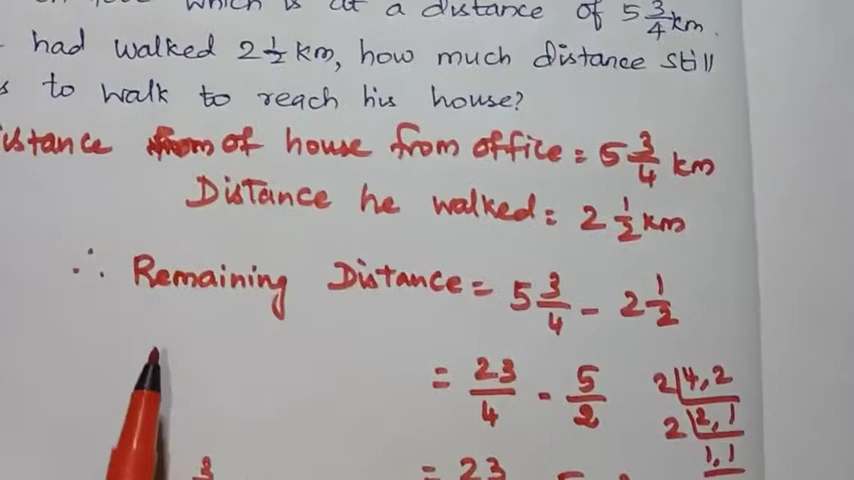 which is at a distance of 5 3/4 km.
had walked 2 1/2 km, how much distance still
to walk to reach his house?
Distance from of house from office = 5 3/4 km
Distance he walked = 2 1/2 km
∴ Remaining Distance = 5 3/4 - 2 1/2
= 23/4 - 5/2 2|4,2
2|2,1
1,1
3 = 23